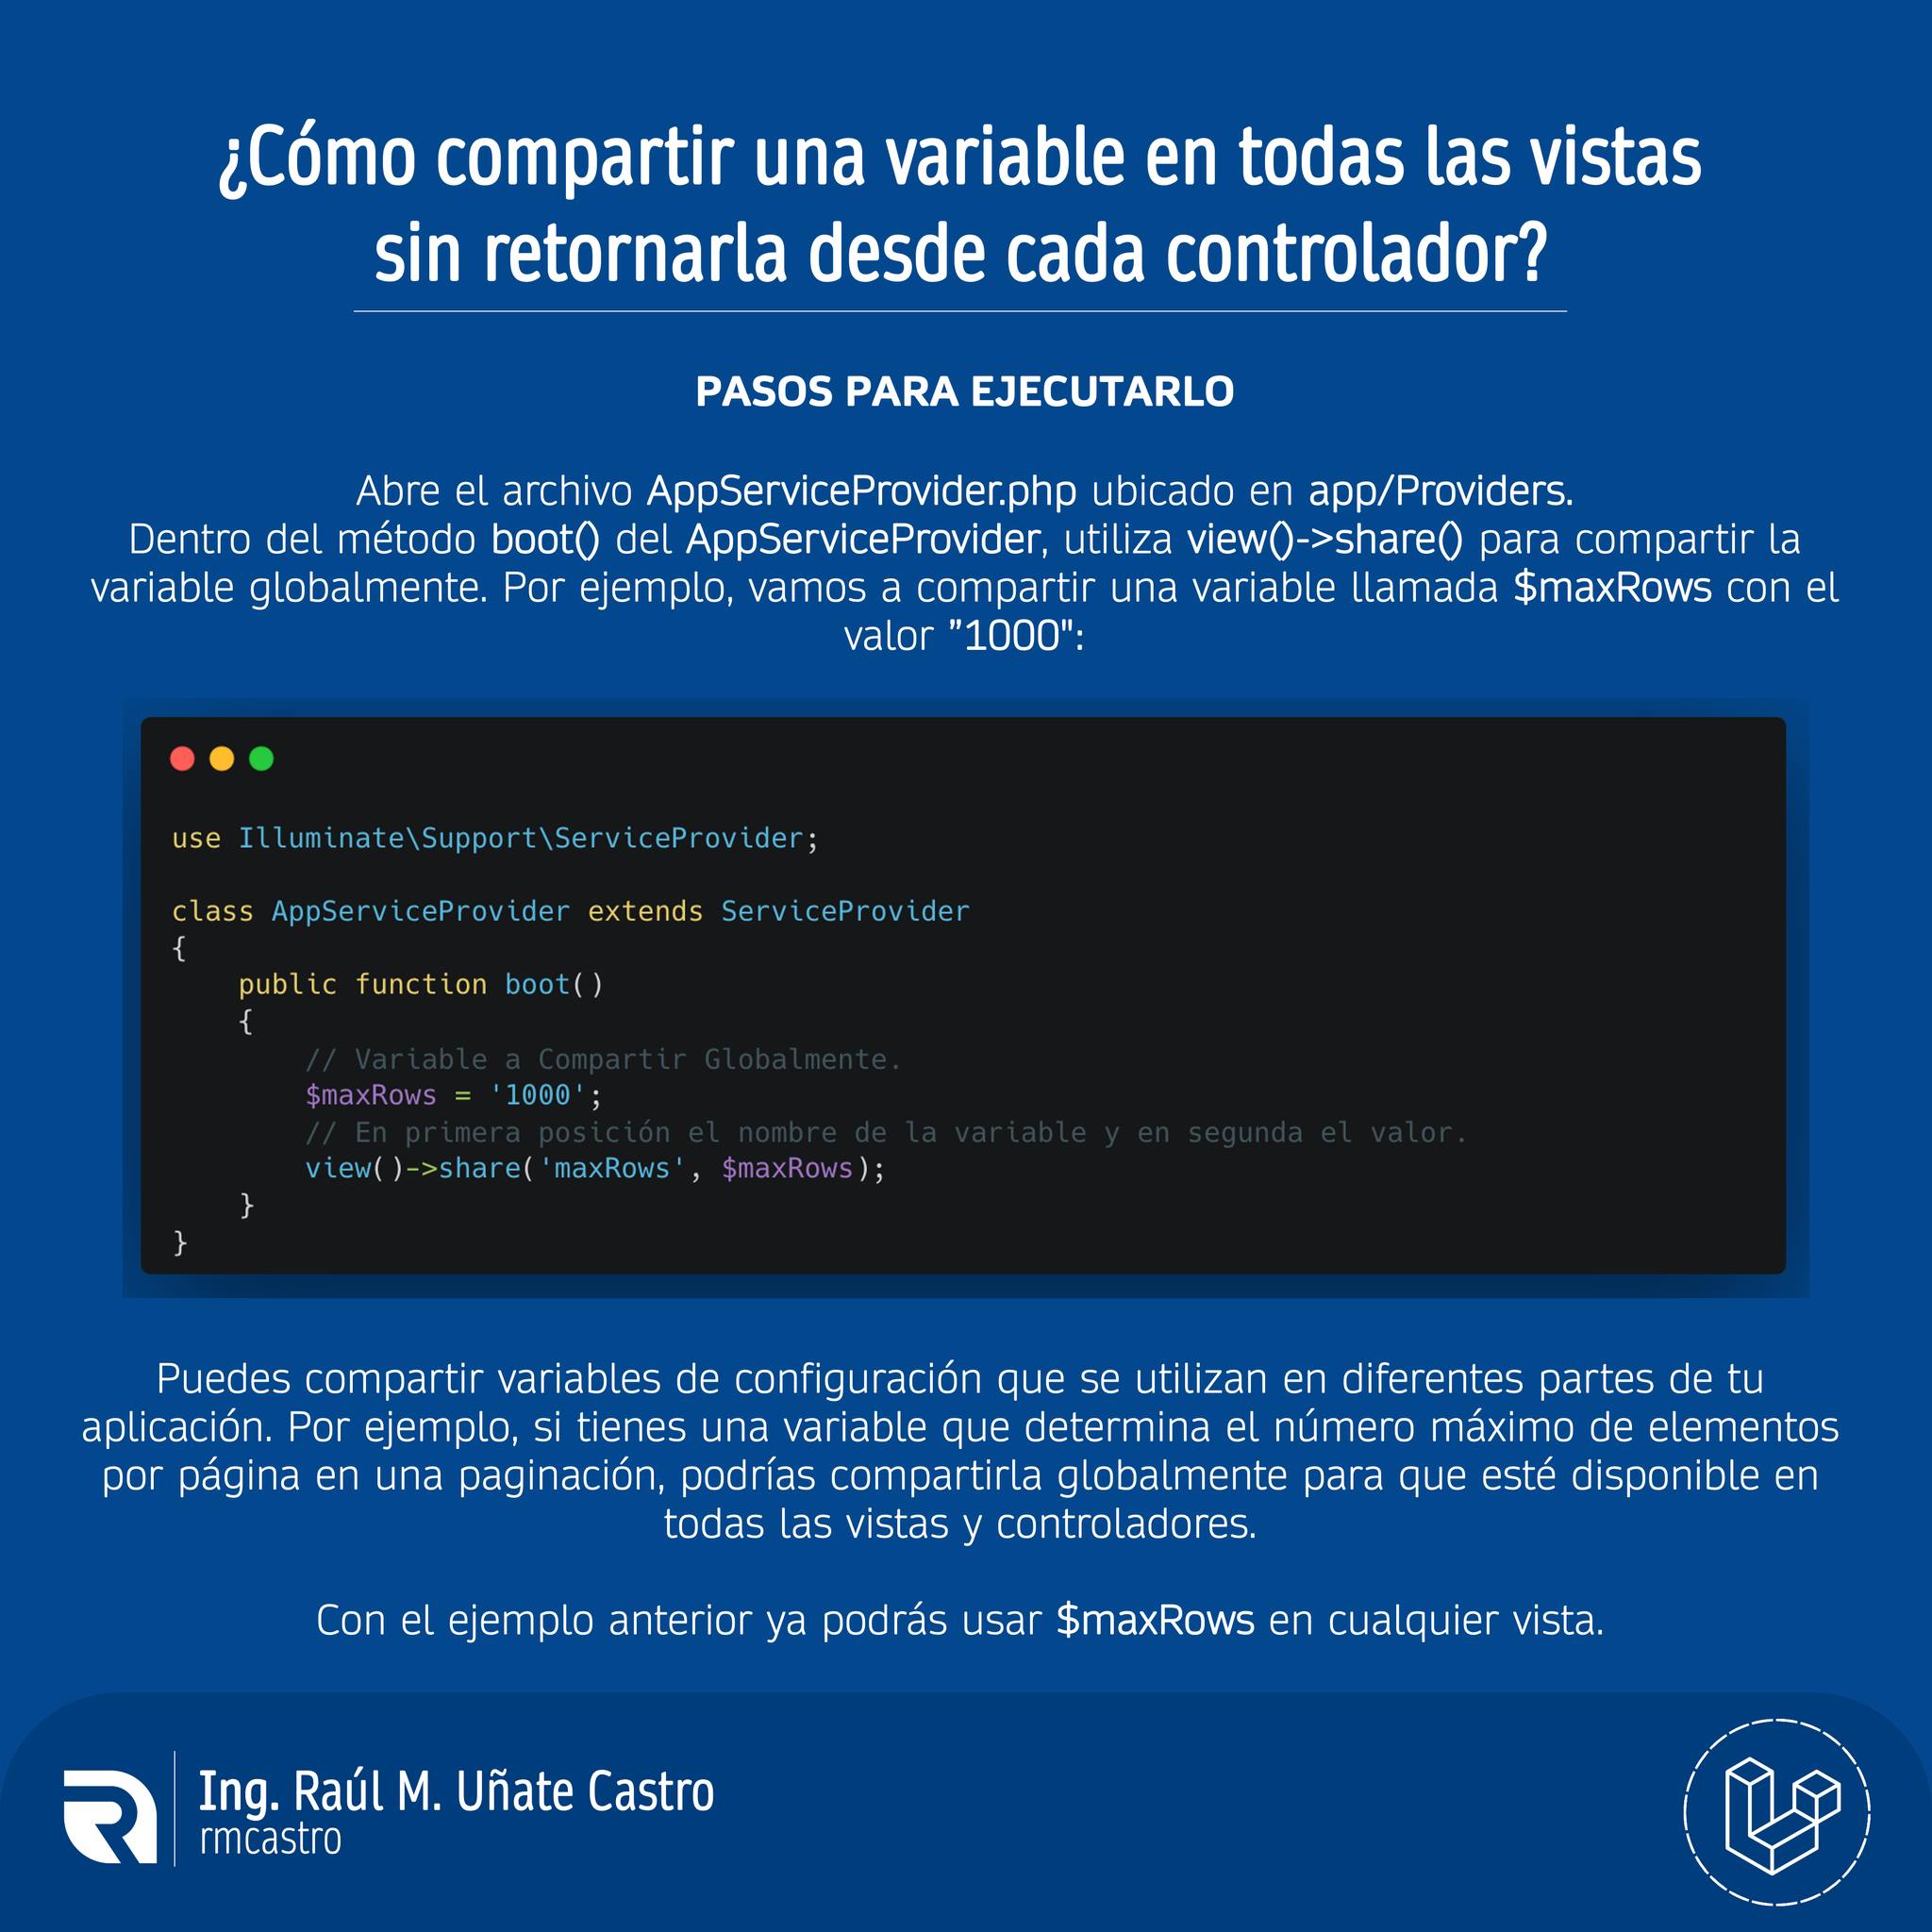 ¿Cómo compartir una variable en todas las vistas
sin retornarla desde cada controlador?
PASOS PARA EJECUTARLO
Abre el archivo AppServiceProvider.php ubicado en app/Providers.
Dentro del método boot() del AppServiceProvider, utiliza view()->share() para compartir la
variable globalmente. Por ejemplo, vamos a compartir una variable llamada $maxRows con el
valor ”1000":
use Illuminate\Support\ServiceProvider;
class AppServiceProvider extends ServiceProvider
{
    public function boot()
    {
        // Variable a Compartir Globalmente.
        $maxRows = '1000';
        // En primera posición el nombre de la variable y en segunda el valor.
        view()->share('maxRows', $maxRows);
    }
}
Puedes compartir variables de configuración que se utilizan en diferentes partes de tu
aplicación. Por ejemplo, si tienes una variable que determina el número máximo de elementos
por página en una paginación, podrías compartirla globalmente para que esté disponible en
todas las vistas y controladores.
Con el ejemplo anterior ya podrás usar $maxRows en cualquier vista.
Ing. Raúl M. Uñate Castro
rmcastro